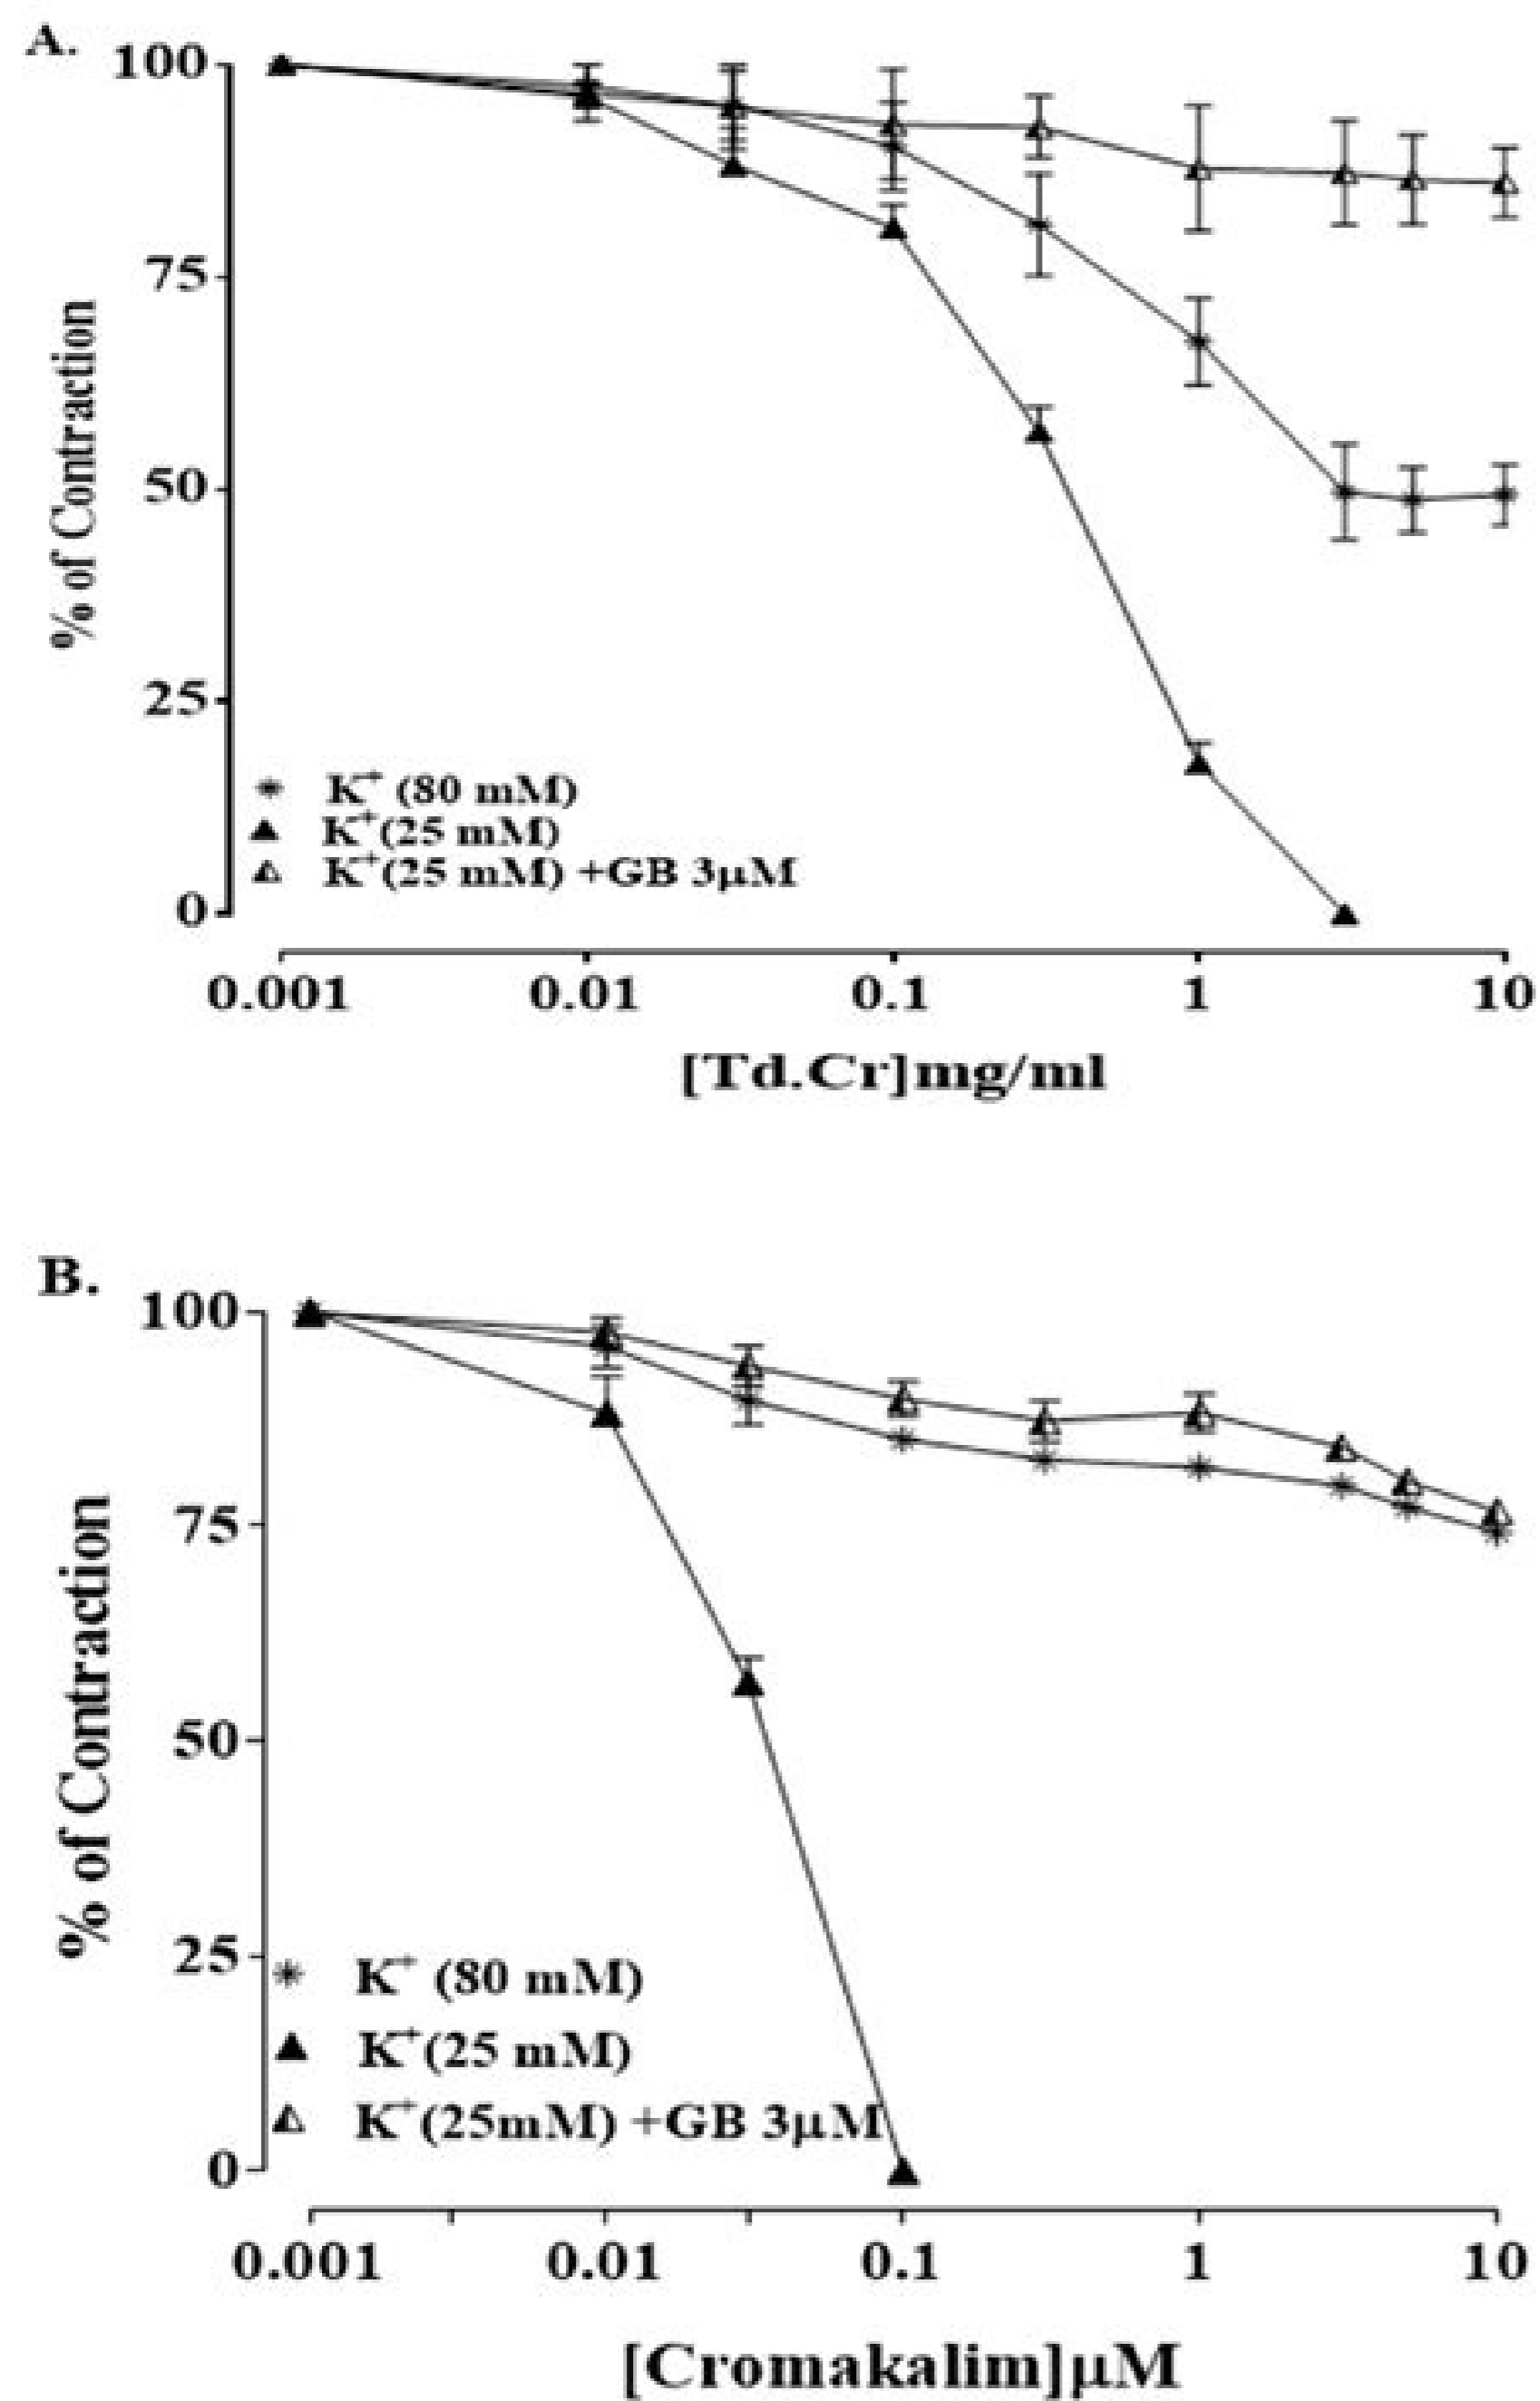 A.
100
75
50
25
0
% of Contraction
K⁺ (80 mM)
K⁺(25 mM)
K⁺(25 mM) +GB 3μM
0.001 0.01 0.1 1 10
[Td.Cr]mg/ml
B.
100
75
50
25
0
% of Contraction
K⁺ (80 mM)
K⁺(25 mM)
K⁺(25mM) +GB 3μM
0.001 0.01 0.1 1 10
[Cromakalim]μM